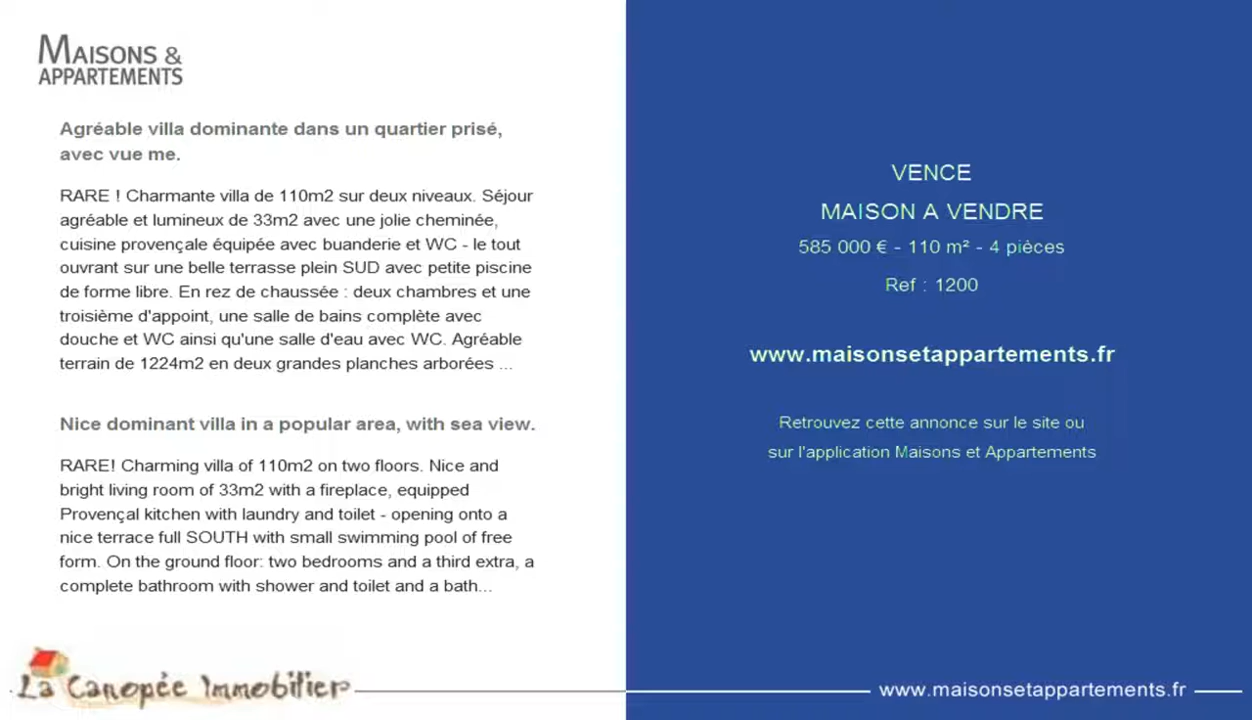 MAISONS &
APPARTEMENTS
Agréable villa dominante dans un quartier prisé,
avec vue me.
RARE ! Charmante villa de 110m2 sur deux niveaux. Séjour
agréable et lumineux de 33m2 avec une jolie cheminée,
cuisine provençale équipée avec buanderie et WC - le tout
ouvrant sur une belle terrasse plein SUD avec petite piscine
de forme libre. En rez de chaussée : deux chambres et une
troisième d'appoint, une salle de bains complète avec
douche et WC ainsi qu'une salle d'eau avec WC. Agréable
terrain de 1224m2 en deux grandes planches arborées ...
Nice dominant villa in a popular area, with sea view.
RARE! Charming villa of 110m2 on two floors. Nice and
bright living room of 33m2 with a fireplace, equipped
Provençal kitchen with laundry and toilet - opening onto a
nice terrace full SOUTH with small swimming pool of free
form. On the ground floor: two bedrooms and a third extra, a
complete bathroom with shower and toilet and a bath...
La Canopée Immobilier
VENCE
MAISON A VENDRE
585 000 € - 110 m² - 4 pièces
Ref : 1200
www.maisonsetappartements.fr
Retrouvez cette annonce sur le site ou
sur l'application Maisons et Appartements
www.maisonsetappartements.fr